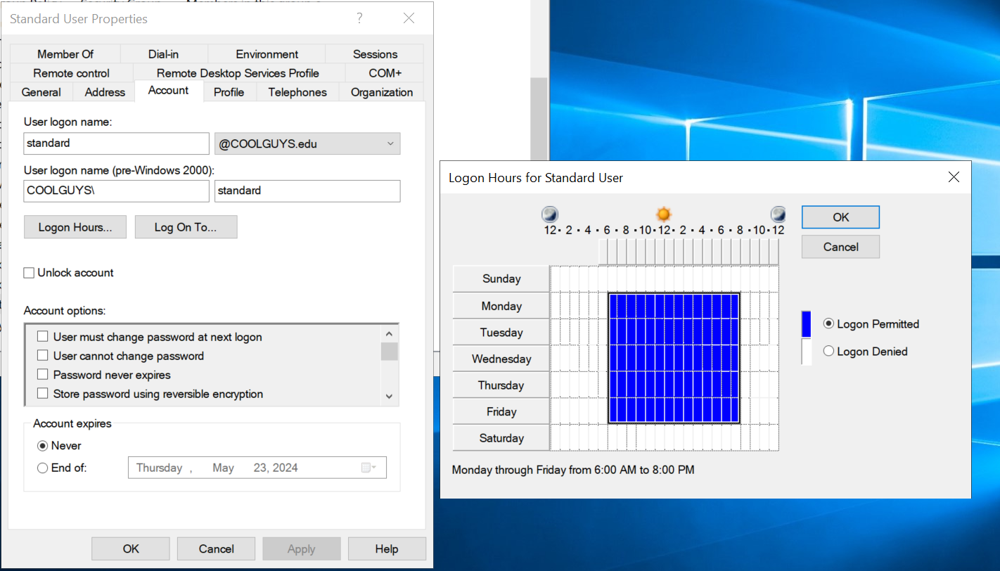 Standard User Properties
?
Member Of Dial-in Environment Sessions
Remote control Remote Desktop Services Profile COM+
General Address Account Profile Telephones Organization
User logon name:
standard @COOLGUYS.edu
User logon name (pre-Windows 2000):
COOLGUYS\ standard
Logon Hours... Log On To...
Unlock account
Account options:
User must change password at next logon
User cannot change password
Password never expires
Store password using reversible encryption
Account expires
Never
End of: Thursday , May 23, 2024
OK Cancel Apply Help
Logon Hours for Standard User
12 · 2 · 4 · 6 · 8 · 10 · 12 · 2 · 4 · 6 · 8 · 10 · 12
OK
Cancel
Sunday
Monday
Tuesday
Wednesday
Thursday
Friday
Saturday
Logon Permitted
Logon Denied
Monday through Friday from 6:00 AM to 8:00 PM